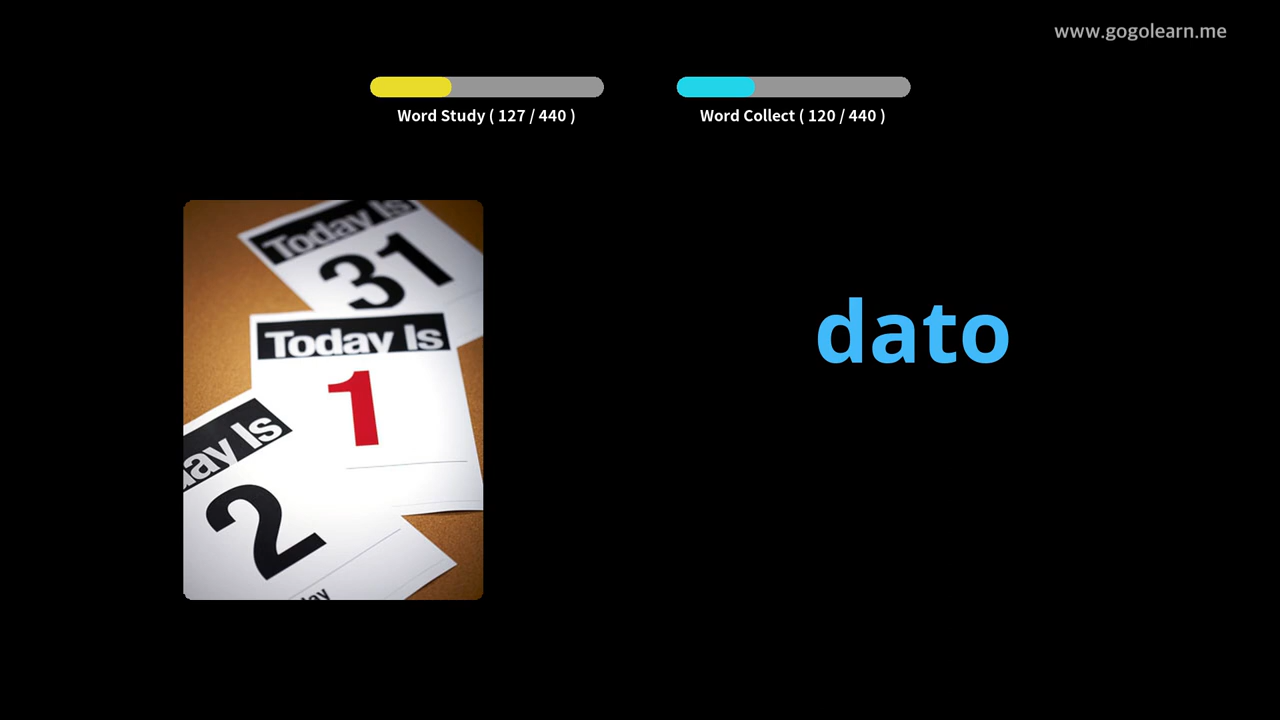 www.gogolearn.me
Word Study ( 127 / 440 )
Word Collect ( 120 / 440 )
Today Is
31
Today Is
1
day Is
2
dato